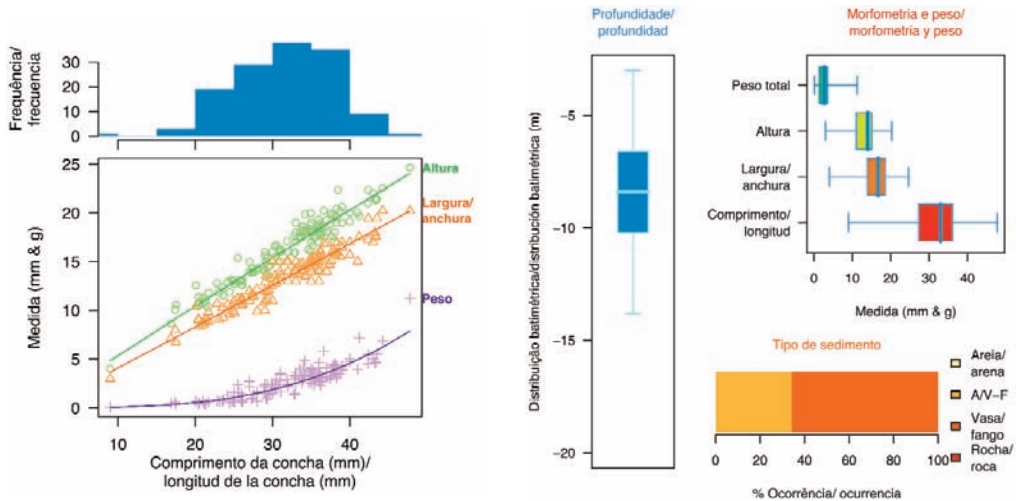 Frequência/
frecuencia
30
20
10
0
25
20
15
10
5
0
Medida (mm & g)
Altura
Largura/
anchura
Peso
10 20 30 40
Comprimento da concha (mm)/
longitud de la concha (mm)
Profundidade/
profundidad
Distribuição batimétrica/distribución batimétrica (m)
−5
−10
−15
−20
Morfometria e peso/
morfometría y peso
Peso total
Altura
Largura/
anchura
Comprimento/
longitud
0 10 20 30 40
Medida (mm & g)
Tipo de sedimento
Areia/
arena
A/V−F
Vasa/
fango
Rocha/
roca
0 20 40 60 80 100
% Ocorrência/ ocurrencia